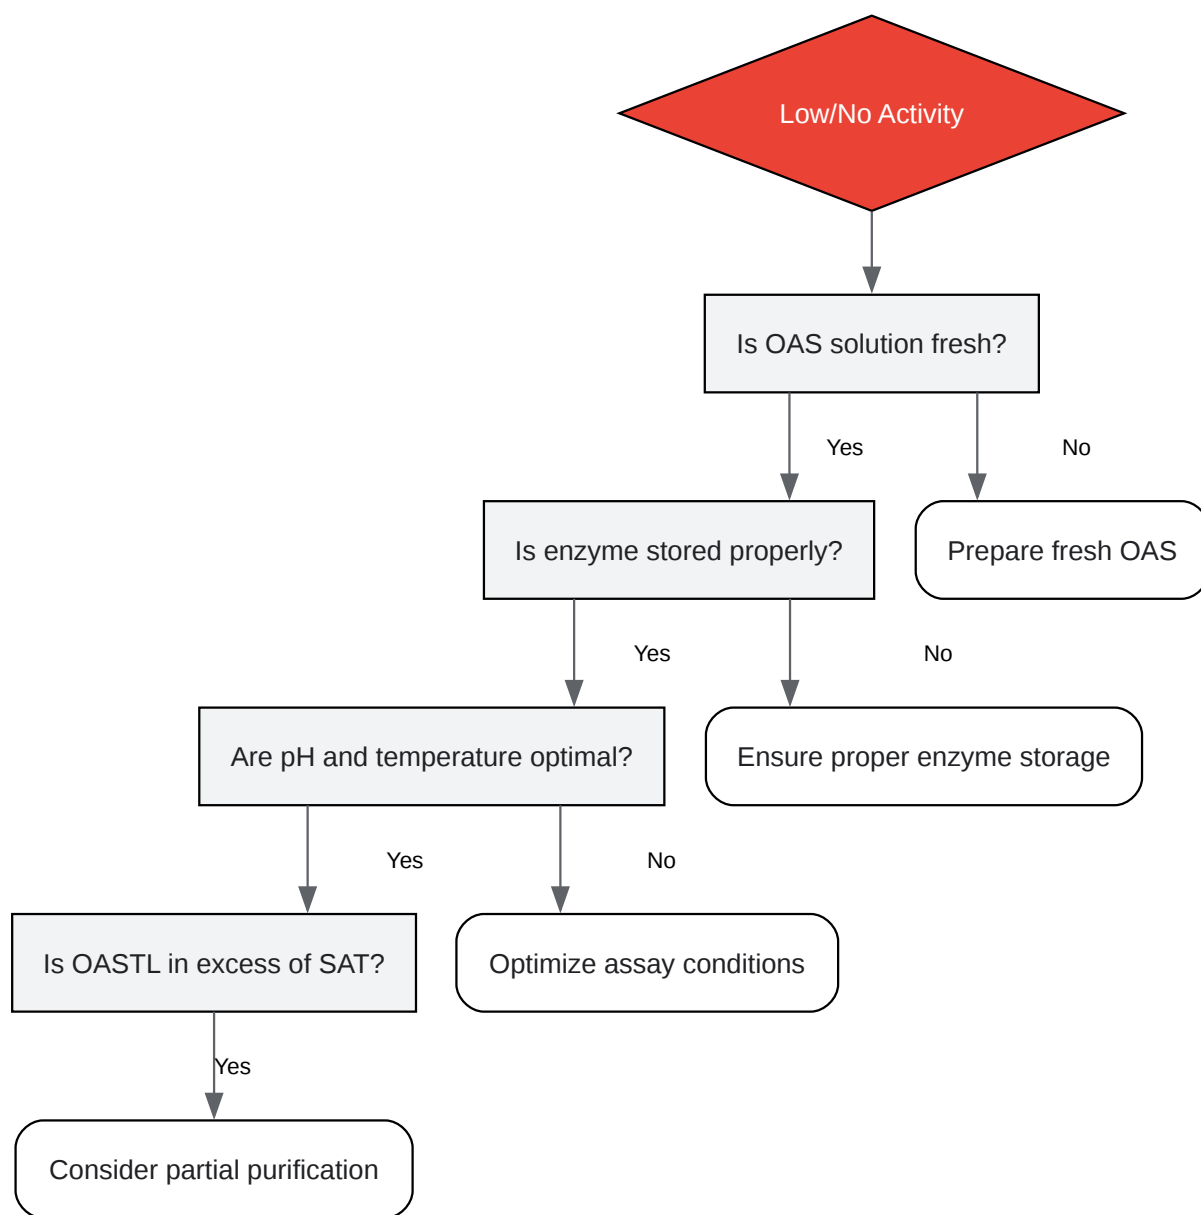 Low/No Activity
Is OAS solution fresh?
Yes
No
Is enzyme stored properly?
Prepare fresh OAS
Yes
No
Are pH and temperature optimal?
Ensure proper enzyme storage
Yes
No
Is OASTL in excess of SAT?
Optimize assay conditions
Yes
Consider partial purification